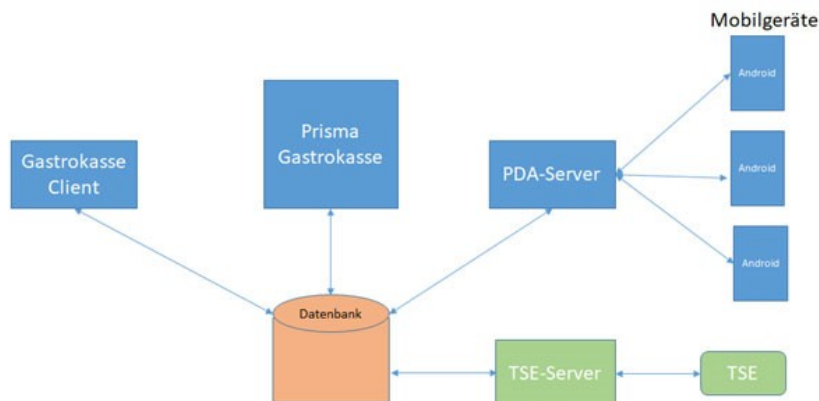 Mobilgeräte
Android
Prisma
Gastrokasse
Gastrokasse
Client
PDA-Server
Android
Android
Datenbank
TSE-Server
TSE